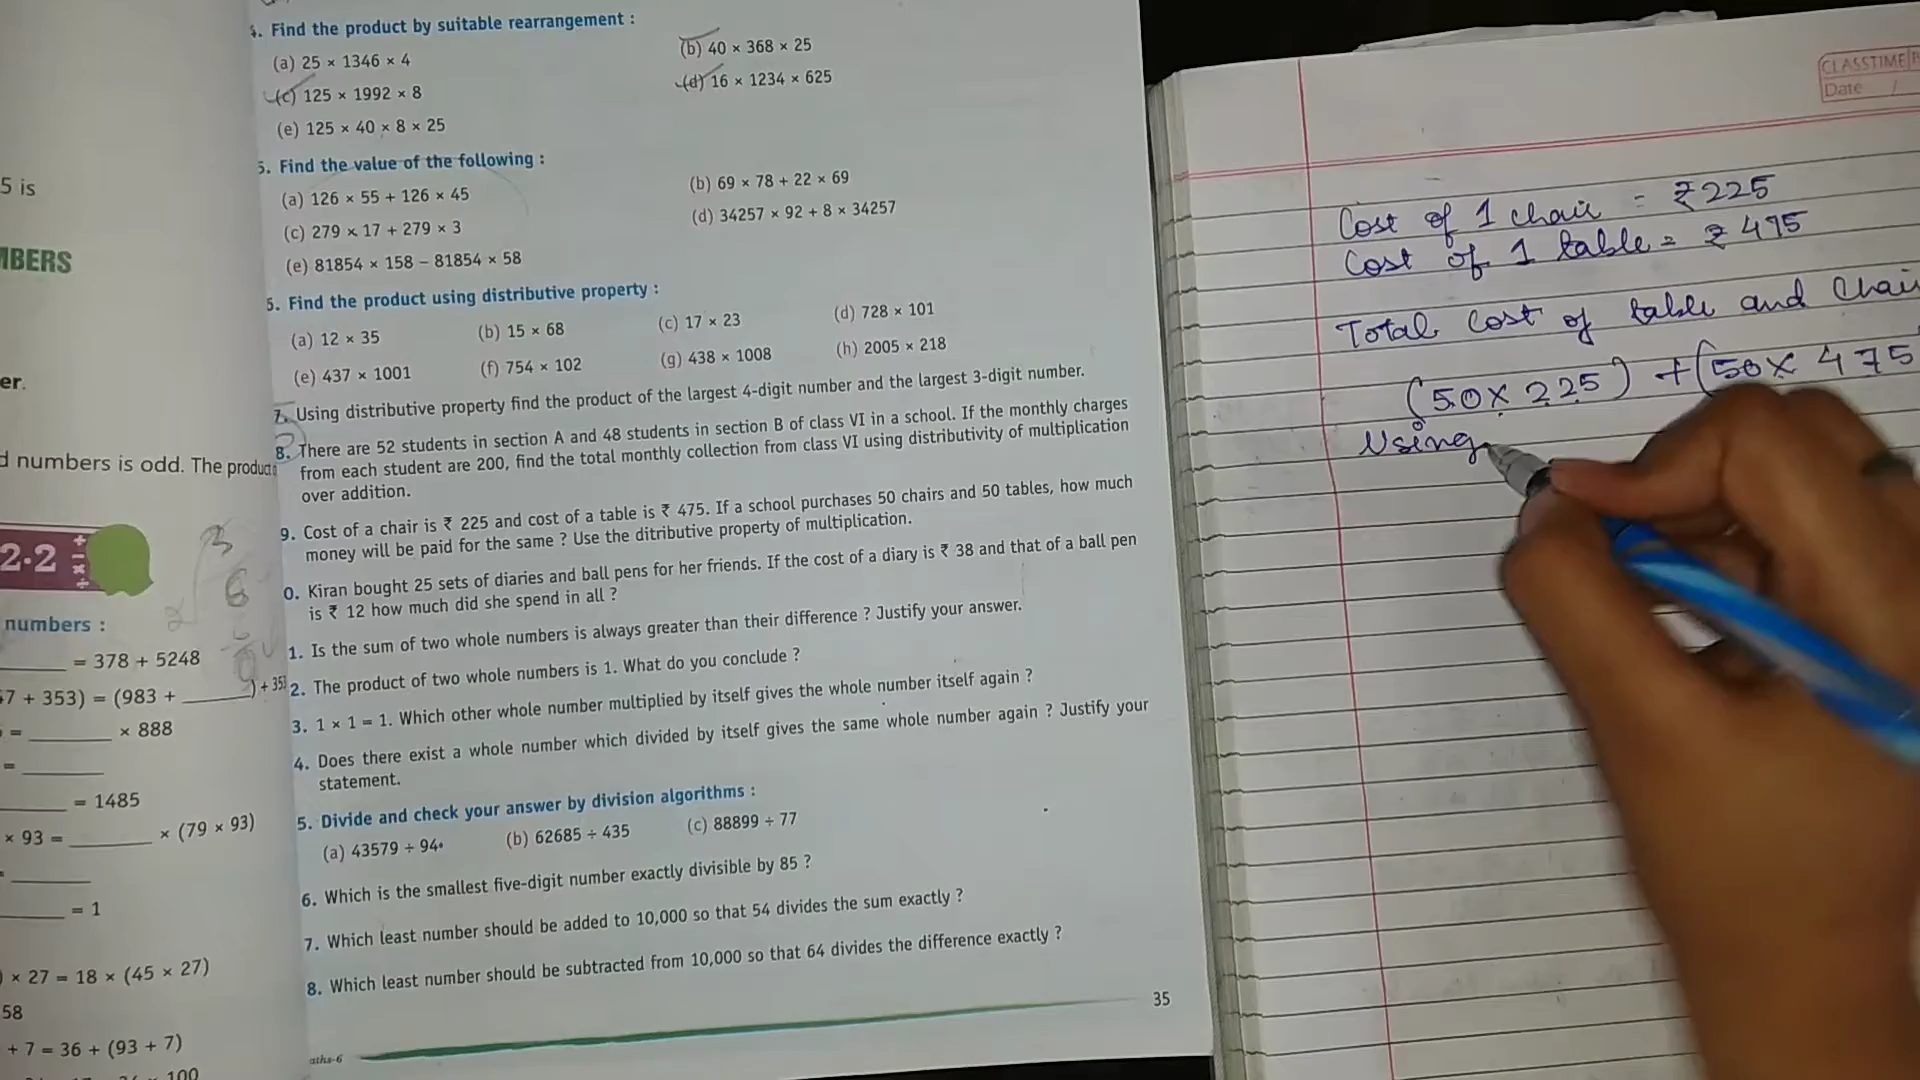 5 is
MBERS
er.
d numbers is odd. The product
2·2
numbers :
______ = 378 + 5248
57 + 353) = (983 + ______) + 353
= ______ × 888
= ______
______ = 1485
× 93 = ______ × (79 × 93)
= ______
______ = 1
) × 27 = 18 × (45 × 27)
58
+ 7 = 36 + (93 + 7)
100
4. Find the product by suitable rearrangement :
(a) 25 × 1346 × 4 (b) 40 × 368 × 25
(c) 125 × 1992 × 8 (d) 16 × 1234 × 625
(e) 125 × 40 × 8 × 25
5. Find the value of the following :
(a) 126 × 55 + 126 × 45 (b) 69 × 78 + 22 × 69
(c) 279 × 17 + 279 × 3 (d) 34257 × 92 + 8 × 34257
(e) 81854 × 158 – 81854 × 58
6. Find the product using distributive property :
(a) 12 × 35 (b) 15 × 68 (c) 17 × 23 (d) 728 × 101
(e) 437 × 1001 (f) 754 × 102 (g) 438 × 1008 (h) 2005 × 218
7. Using distributive property find the product of the largest 4-digit number and the largest 3-digit number.
8. There are 52 students in section A and 48 students in section B of class VI in a school. If the monthly charges
from each student are 200, find the total monthly collection from class VI using distributivity of multiplication
over addition.
9. Cost of a chair is ₹ 225 and cost of a table is ₹ 475. If a school purchases 50 chairs and 50 tables, how much
money will be paid for the same ? Use the ditributive property of multiplication.
0. Kiran bought 25 sets of diaries and ball pens for her friends. If the cost of a diary is ₹ 38 and that of a ball pen
is ₹ 12 how much did she spend in all ?
1. Is the sum of two whole numbers is always greater than their difference ? Justify your answer.
2. The product of two whole numbers is 1. What do you conclude ?
3. 1 × 1 = 1. Which other whole number multiplied by itself gives the whole number itself again ?
4. Does there exist a whole number which divided by itself gives the same whole number again ? Justify your
statement.
5. Divide and check your answer by division algorithms :
(a) 43579 ÷ 94 (b) 62685 ÷ 435 (c) 88899 ÷ 77
6. Which is the smallest five-digit number exactly divisible by 85 ?
7. Which least number should be added to 10,000 so that 54 divides the sum exactly ?
8. Which least number should be subtracted from 10,000 so that 64 divides the difference exactly ?
35
aths-6
CLASSTIME
Date /
Cost of 1 chair = ₹225
Cost of 1 table = ₹ 475
Total Cost of table and Chair
(50 × 225) + (50 × 475
Using